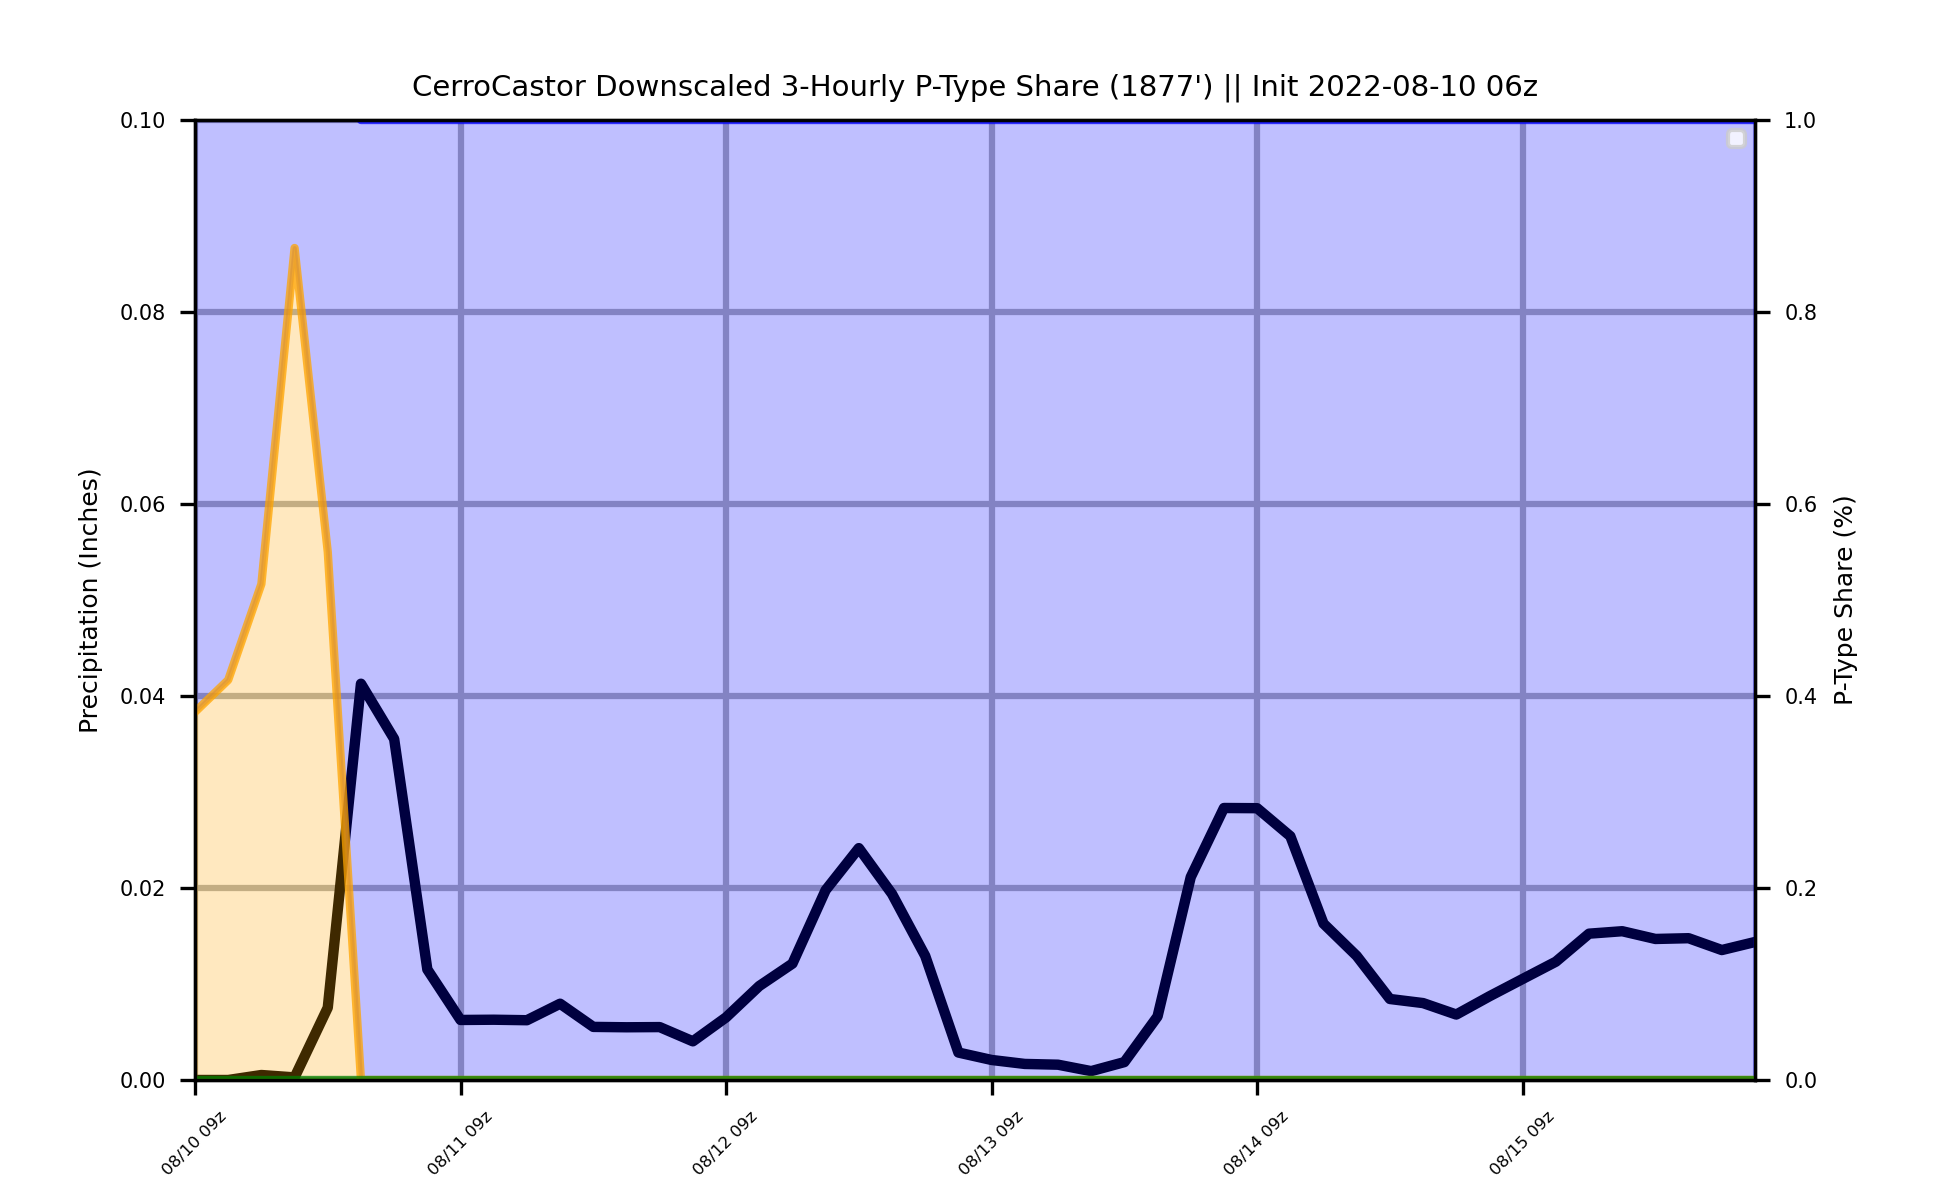 CerroCastor Downscaled 3-Hourly P-Type Share (1877') || Init 2022-08-10 06z
0.10
0.08
0.06
0.04
0.02
0.00
Precipitation (Inches)
1.0
0.8
0.6
0.4
0.2
0.0
P-Type Share (%)
08/10 09z
08/11 09z
08/12 09z
08/13 09z
08/14 09z
08/15 09z